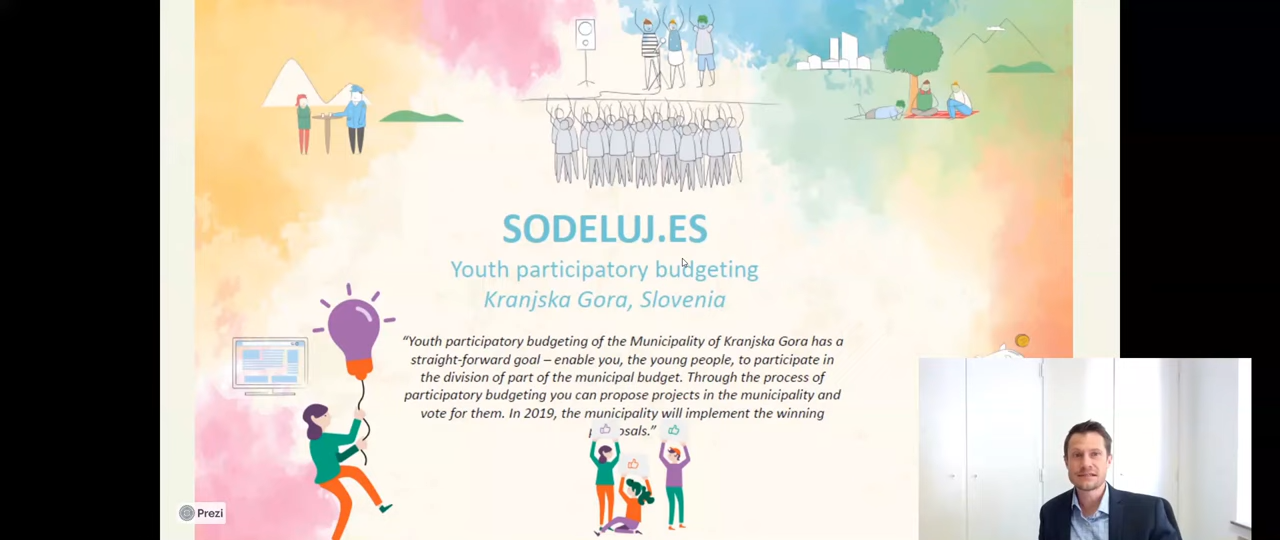 SODELUJ.ES
Youth participatory budgeting
Kranjska Gora, Slovenia
"Youth participatory budgeting of the Municipality of Kranjska Gora has a
straight-forward goal – enable you, the young people, to participate in
the division of part of the municipal budget. Through the process of
participatory budgeting you can propose projects in the municipality and
vote for them. In 2019, the municipality will implement the winning
Prezi